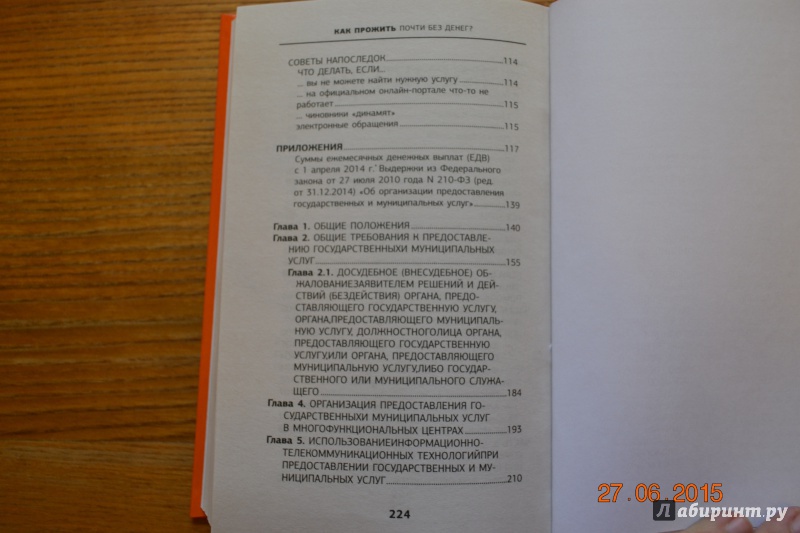 КАК ПРОЖИТЬ ПОЧТИ БЕЗ ДЕНЕГ?
СОВЕТЫ НАПОСЛЕДОК 114
ЧТО ДЕЛАТЬ, ЕСЛИ...
... вы не можете найти нужную услугу 114
... на официальном онлайн-портале что-то не
работает 115
... чиновники «динамят»
электронные обращения 115
ПРИЛОЖЕНИЯ 117
Суммы ежемесячных денежных выплат (ЕДВ)
с 1 апреля 2014 г. Выдержки из Федерального
закона от 27 июля 2010 года N 210-ФЗ (ред.
от 31.12.2014) «Об организации предоставления
государственных и муниципальных услуг» 139
Глава 1. ОБЩИЕ ПОЛОЖЕНИЯ 140
Глава 2. ОБЩИЕ ТРЕБОВАНИЯ К ПРЕДОСТАВЛЕ-
НИЮ ГОСУДАРСТВЕННЫХИ МУНИЦИПАЛЬНЫХ
УСЛУГ 155
Глава 2.1. ДОСУДЕБНОЕ (ВНЕСУДЕБНОЕ) ОБ-
ЖАЛОВАНИЕЗАЯВИТЕЛЕМ РЕШЕНИЙ И ДЕЙ-
СТВИЙ (БЕЗДЕЙСТВИЯ) ОРГАНА, ПРЕДО-
СТАВЛЯЮЩЕГО ГОСУДАРСТВЕННУЮ УСЛУГУ,
ОРГАНА,ПРЕДОСТАВЛЯЮЩЕГО МУНИЦИПАЛЬ-
НУЮ УСЛУГУ, ДОЛЖНОСТНОГОЛИЦА ОРГАНА,
ПРЕДОСТАВЛЯЮЩЕГО ГОСУДАРСТВЕННУЮ
УСЛУГУ,ИЛИ ОРГАНА, ПРЕДОСТАВЛЯЮЩЕГО
МУНИЦИПАЛЬНУЮ УСЛУГУ,ЛИБО ГОСУДАР-
СТВЕННОГО ИЛИ МУНИЦИПАЛЬНОГО СЛУЖА-
ЩЕГО 184
Глава 4. ОРГАНИЗАЦИЯ ПРЕДОСТАВЛЕНИЯ ГО-
СУДАРСТВЕННЫХИ МУНИЦИПАЛЬНЫХ УСЛУГ
В МНОГОФУНКЦИОНАЛЬНЫХ ЦЕНТРАХ 193
Глава 5. ИСПОЛЬЗОВАНИЕИНФОРМАЦИОННО-
ТЕЛЕКОММУНИКАЦИОННЫХ ТЕХНОЛОГИЙПРИ
ПРЕДОСТАВЛЕНИИ ГОСУДАРСТВЕННЫХ И МУ-
НИЦИПАЛЬНЫХ УСЛУГ 210
224
27.06.2015
Лабиринт.ру